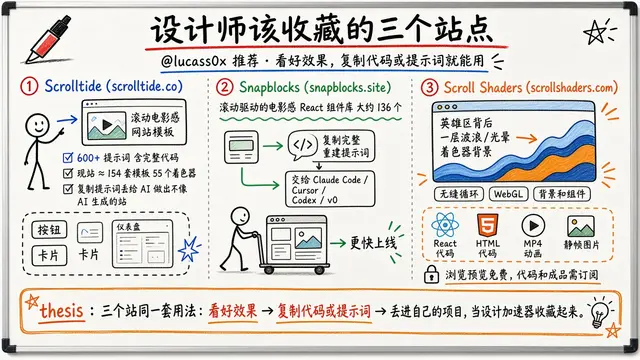 设计师该收藏的三个站点
@lucass0x 推荐 · 看好效果，复制代码或提示词就能用
1 Scrolltide (scrolltide.co)
滚动电影感
网站模板
600+ 提示词 含完整代码
现站 ≈ 154 套模板 55 个着色器
复制提示词去给 AI 做出不像
AI 生成的站
按钮
卡片
卡片
仪表盘
2 Snapblocks (snapblocks.site)
滚动驱动的电影感 React 组件库 大约 136 个
</>
复制完整
重建提示词
交给 Claude Code /
Cursor /
Codex / v0
更快上线
3 Scroll Shaders (scrollshaders.com)
英雄区背后
一层波浪/光晕
着色器背景
无缝循环
WebGL
背景和组件
React
代码
HTML
代码
MP4
动画
静帧图片
浏览预览免费，代码和成品需订阅
thesis：三个站同一套用法：看好效果 → 复制代码或提示词 → 丢进自己的项目，当设计加速器收藏起来。